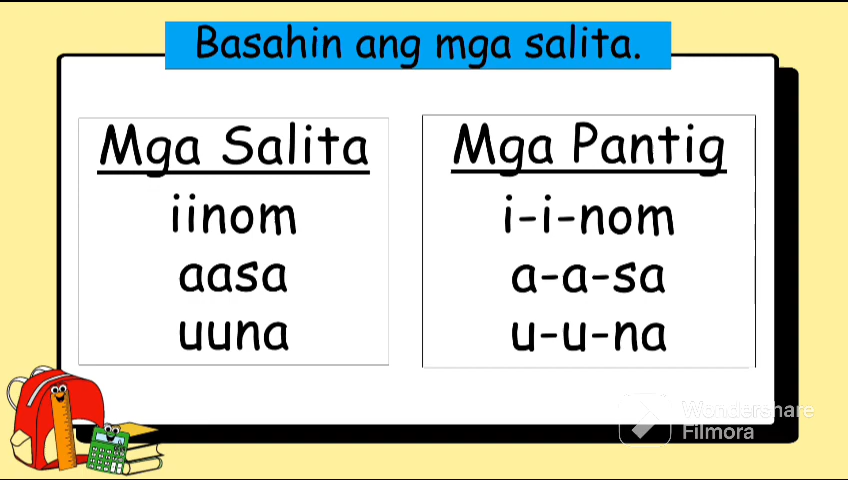 Basahin ang mga salita.
Mga Salita
iinom
aasa
uuna
Mga Pantig
i-i-nom
a-a-sa
u-u-na
Wondershare
Filmora